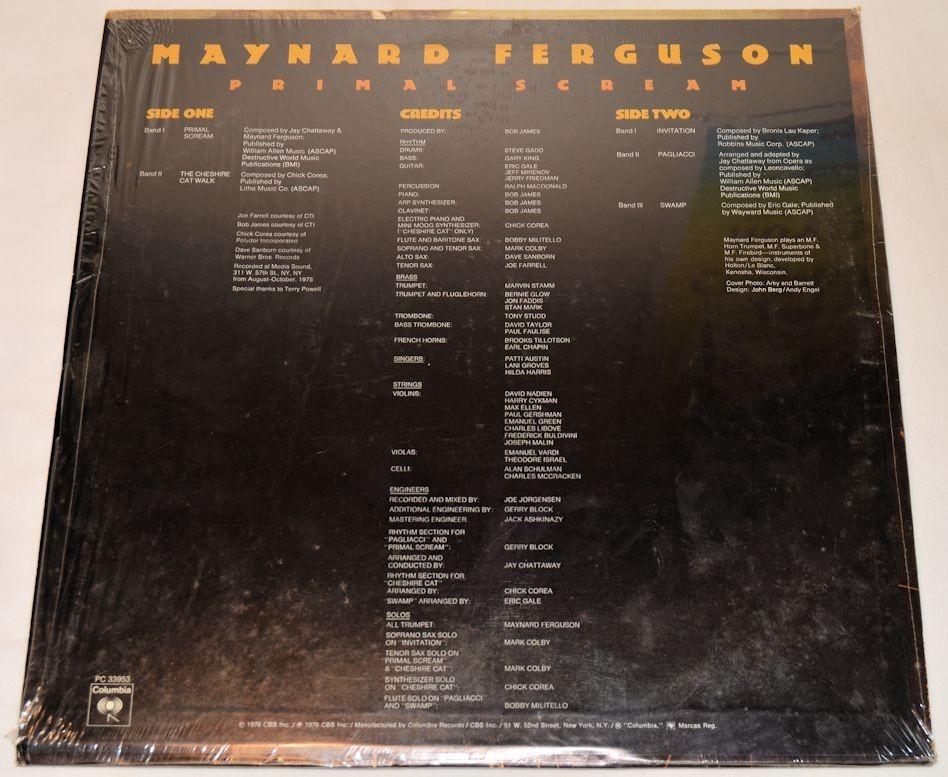 MAYNARD FERGUSON
PRIMAL SCREAM
SIDE ONE
Band I PRIMAL SCREAM
Composed by Jay Chattaway &
Maynard Ferguson;
Published by
William Allen Music (ASCAP)
Destructive World Music
Publications (BMI)
Band II THE CHESHIRE CAT WALK
Composed by Chick Corea;
Published by
Litha Music Co. (ASCAP)
Joe Farrell courtesy of CTI
Bob James courtesy of CTI
Chick Corea courtesy of
Polydor Incorporated
Dave Sanborn courtesy of
Warner Bros. Records
Recorded at Media Sound,
311 W. 57th St., NY, NY
from August-October, 1975
Special thanks to Terry Powell
CREDITS
PRODUCED BY: BOB JAMES
RHYTHM
DRUMS: STEVE GADD
BASS: GARY KING
GUITAR: ERIC GALE
JEFF MIRENOV
JERRY FRIEDMAN
PERCUSSION: RALPH MACDONALD
PIANO: BOB JAMES
ARP SYNTHESIZER: BOB JAMES
CLAVINET: BOB JAMES
ELECTRIC PIANO AND
MINI MOOG SYNTHESIZER: CHICK COREA
("CHESHIRE CAT" ONLY)
FLUTE AND BARITONE SAX: BOBBY MILITELLO
SOPRANO AND TENOR SAX: MARK COLBY
ALTO SAX: DAVE SANBORN
TENOR SAX: JOE FARRELL
BRASS
TRUMPET: MARVIN STAMM
TRUMPET AND FLUGLEHORN: BERNIE GLOW
JON FADDIS
STAN MARK
TROMBONE: TONY STUDD
BASS TROMBONE: DAVID TAYLOR
PAUL FAULISE
FRENCH HORNS: BROOKS TILLOTSON
EARL CHAPIN
SINGERS: PATTI AUSTIN
LANI GROVES
HILDA HARRIS
STRINGS
VIOLINS: DAVID NADIEN
HARRY CYKMAN
MAX ELLEN
PAUL GERSHMAN
EMANUEL GREEN
CHARLES LIBOVE
FREDERICK BULDIVINI
JOSEPH MALIN
VIOLAS: EMANUEL VARDI
THEODORE ISRAEL
CELLI: ALAN SCHULMAN
CHARLES MCCRACKEN
ENGINEERS
RECORDED AND MIXED BY: JOE JORGENSEN
ADDITIONAL ENGINEERING BY: GERRY BLOCK
MASTERING ENGINEER: JACK ASHKINAZY
RHYTHM SECTION FOR
"PAGLIACCI" AND
"PRIMAL SCREAM": GERRY BLOCK
ARRANGED AND
CONDUCTED BY: JAY CHATTAWAY
RHYTHM SECTION FOR
"CHESHIRE CAT"
ARRANGED BY: CHICK COREA
"SWAMP" ARRANGED BY: ERIC GALE
SOLOS
ALL TRUMPET: MAYNARD FERGUSON
SOPRANO SAX SOLO
ON "INVITATION": MARK COLBY
TENOR SAX SOLO ON
"PRIMAL SCREAM"
& "CHESHIRE CAT": MARK COLBY
SYNTHESIZER SOLO
ON "CHESHIRE CAT": CHICK COREA
FLUTE SOLO ON "PAGLIACCI"
AND "SWAMP": BOBBY MILITELLO
SIDE TWO
Band I INVITATION
Composed by Bronis Lau Kaper;
Published by
Robbins Music Corp. (ASCAP)
Band II PAGLIACCI
Arranged and adapted by
Jay Chattaway from Opera as
composed by Leoncavallo;
Published by
William Allen Music (ASCAP)
Destructive World Music
Publications (BMI)
Band III SWAMP
Composed by Eric Gale; Published
by Wayward Music (ASCAP)
Maynard Ferguson plays an M.F.
Horn Trumpet, M.F. Superbone &
M.F. Firebird—instruments of
his own design, developed by
Holton/Le Blanc,
Kenosha, Wisconsin.
Cover Photo: Arky and Barrett
Design: John Berg/Andy Engel
PC 33953
Columbia
© 1976 CBS Inc./℗ 1976 CBS Inc./Manufactured by Columbia Records/CBS Inc./51 W. 52nd Street, New York, N.Y./® "Columbia," Marcas Reg.